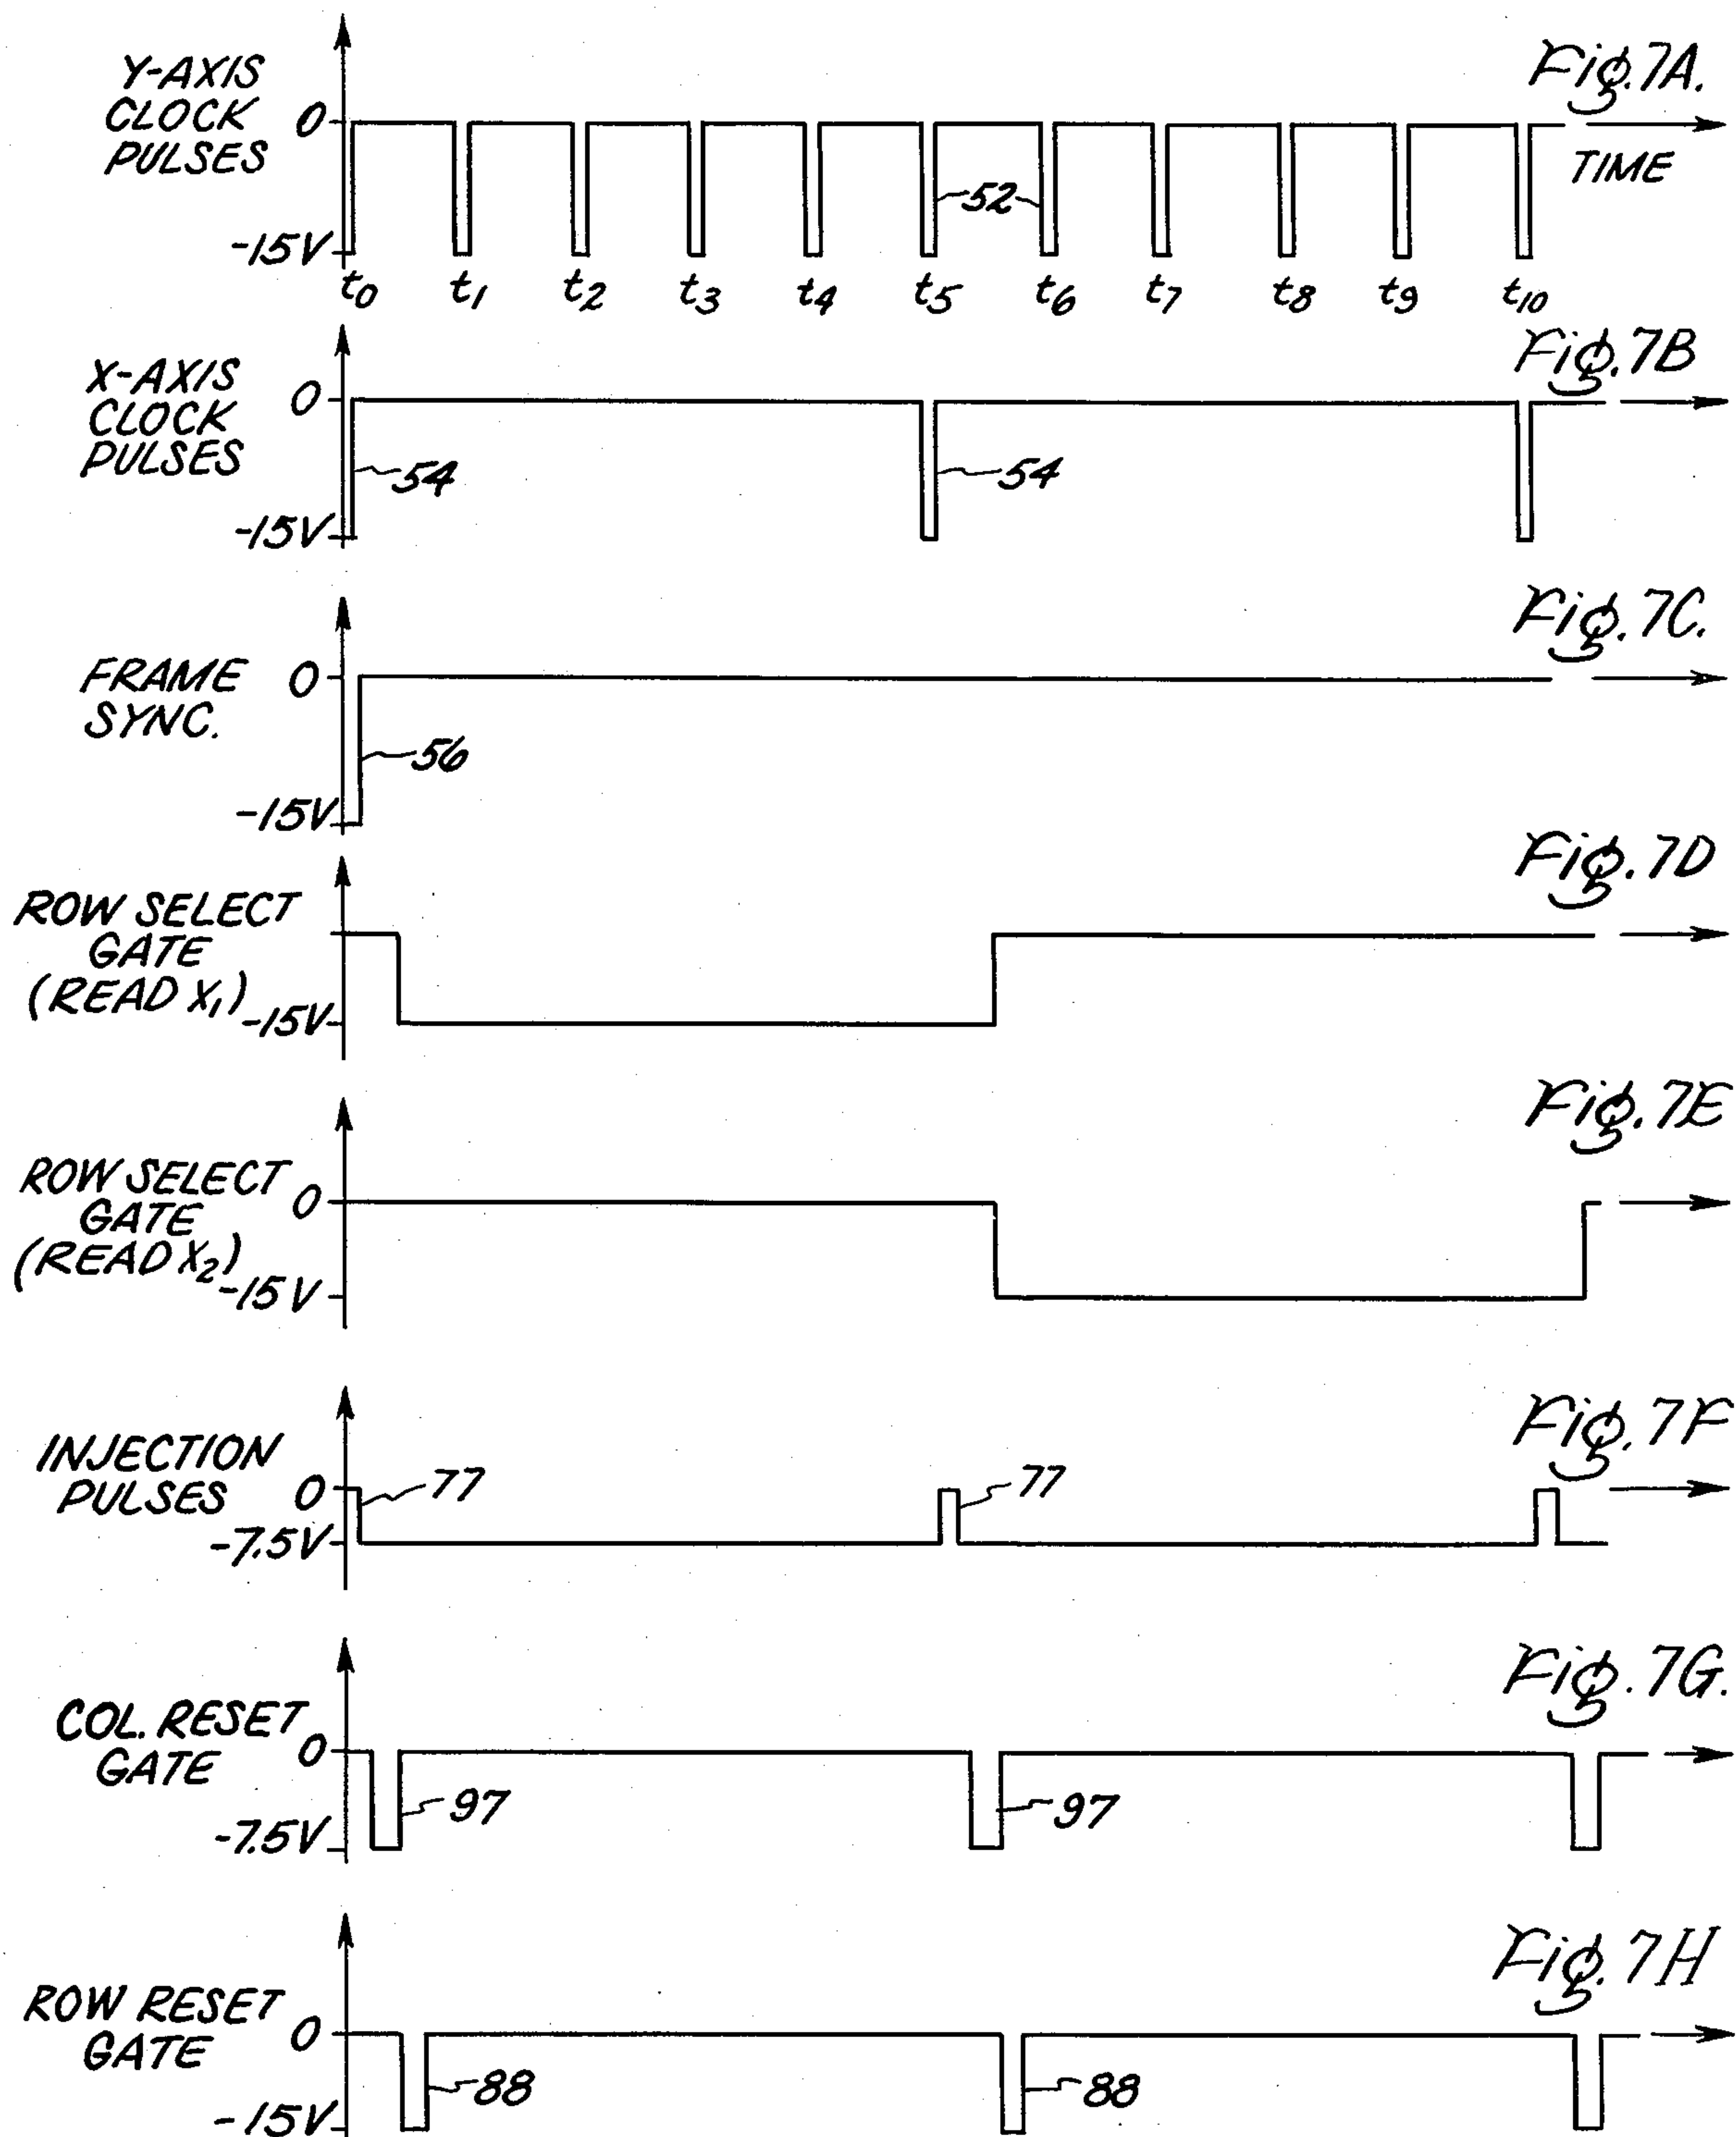 Y-AXIS
CLOCK
PULSES
0
-15V
Fig. 7A.
TIME
52
t0 t1 t2 t3 t4 t5 t6 t7 t8 t9 t10
X-AXIS
CLOCK
PULSES
0
-15V
Fig. 7B
54
54
FRAME
SYNC.
0
-15V
Fig. 7C.
56
ROW SELECT
GATE
(READ X1)
-15V
Fig. 7D
ROW SELECT
GATE
(READ X2)
0
-15V
Fig. 7E
INJECTION
PULSES
0
-7.5V
Fig. 7F
77
77
COL. RESET
GATE
0
-7.5V
Fig. 7G.
97
97
ROW RESET
GATE
0
-15V
Fig. 7H
88
88